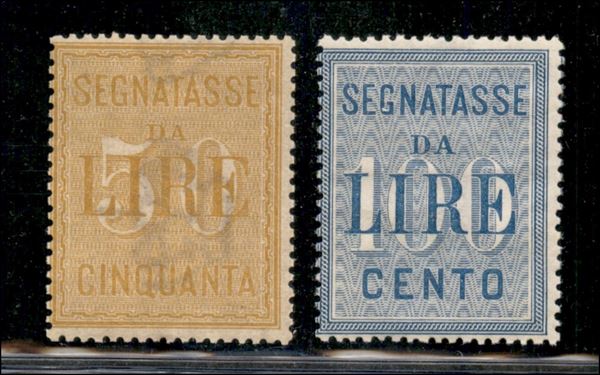 SEGNATASSE
DA
50
LIRE
CINQUANTA
SEGNATASSE
DA
100
LIRE
CENTO